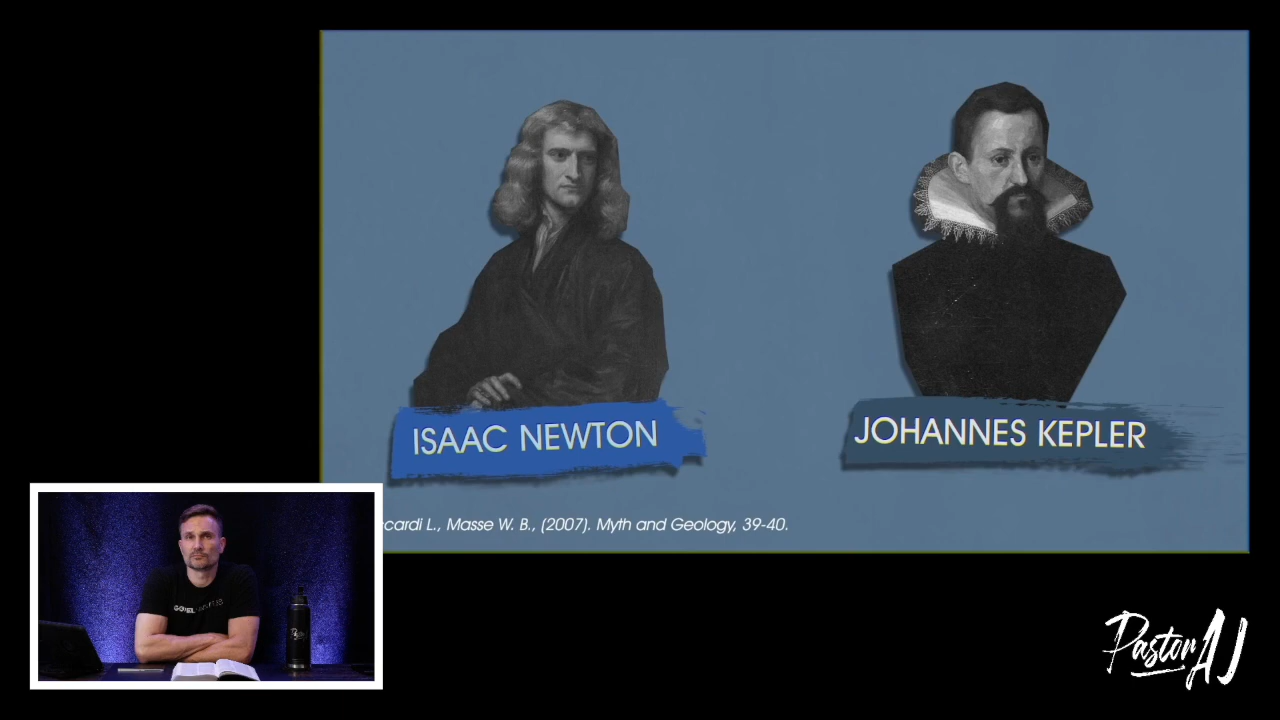 ISAAC NEWTON
JOHANNES KEPLER
L., Masse W. B., (2007). Myth and Geology, 39-40.
Pastor AJ